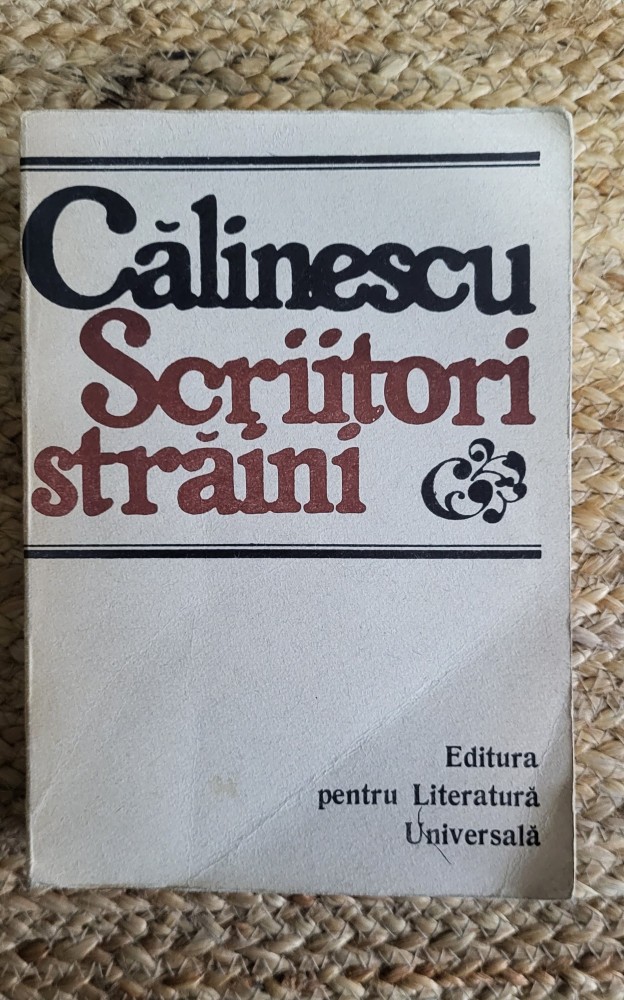 Călinescu
Scriitori
străini
Editura
pentru Literatură
Universală